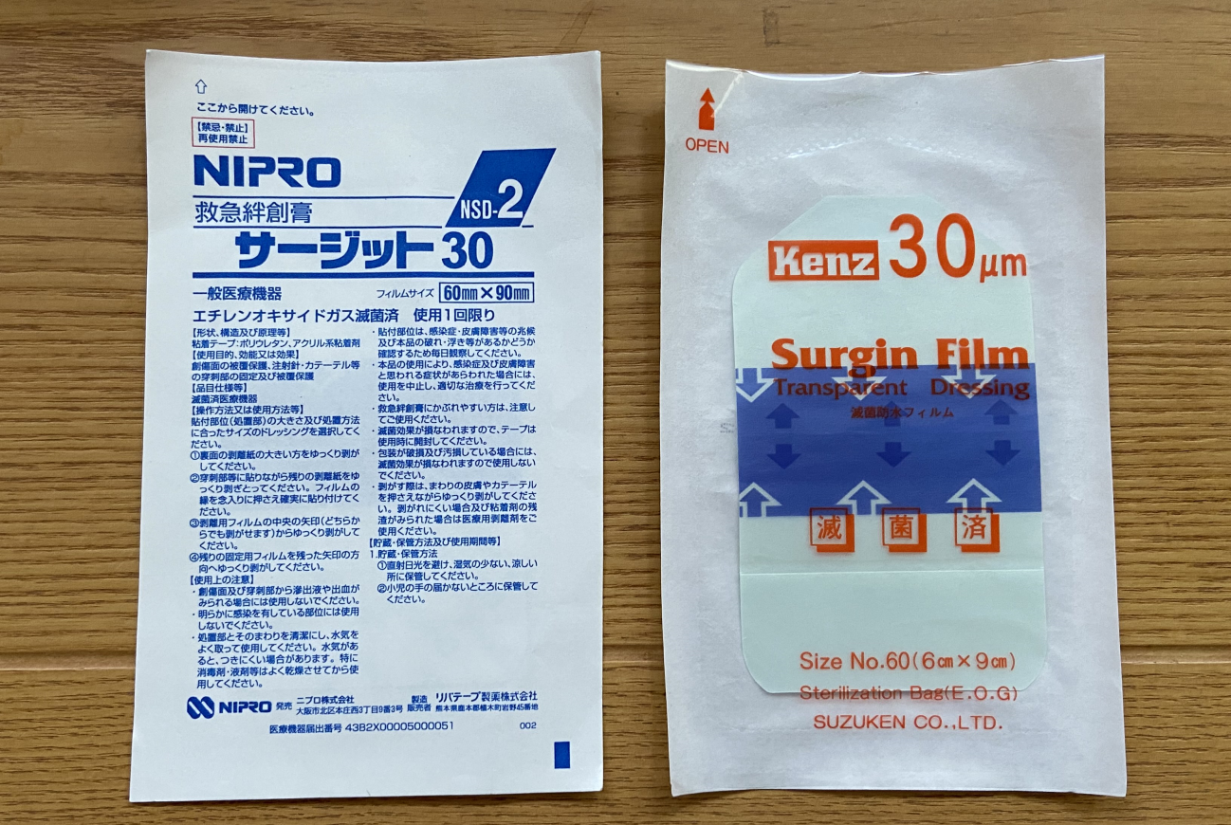 ここから開けてください。
【禁忌・禁止】
再使用禁止
NIPRO
NSD-2
救急絆創膏
サージット30
一般医療機器 フィルムサイズ 60mm×90mm
エチレンオキサイドガス滅菌済 使用1回限り
【形状、構造及び原理等】
粘着テープ:ポリウレタン、アクリル系粘着剤
【使用目的、効能又は効果】
創傷面の被覆保護、注射針・カテーテル等
の穿刺部の固定及び被覆保護
【品目仕様等】
滅菌済医療機器
【操作方法又は使用方法等】
貼付部位(処置部)の大きさ及び処置方法
に合ったサイズのドレッシングを選択してく
ださい。
①裏面の剥離紙の大きい方をゆっくり剥が
してください。
②穿刺部等に貼りながら残りの剥離紙をゆ
っくり剥ぎとってください。フィルムの
縁を念入りに押さえ確実に貼り付けてく
ださい。
③剥離用フィルムの中央の矢印(どちらか
らでも剥がせます)からゆっくり剥がして
ください。
④残りの固定用フィルムを残った矢印の方
向へゆっくり剥がしてください。
【使用上の注意】
・創傷面及び穿刺部から滲出液や出血が
みられる場合には使用しないでください。
・明らかに感染を有している部位には使用
しないでください。
・処置部とそのまわりを清潔にし、水気を
よく取って使用してください。水気があ
ると、つきにくい場合があります。特に
消毒剤・液剤等はよく乾燥させてから使
用してください。
・貼付部位は、感染症・皮膚障害等の兆候
及び本品の破れ・浮き等があるかどうか
確認するため毎日観察してください。
・本品の使用により、感染症及び皮膚障害
と思われる症状があらわれた場合には、
使用を中止し、適切な治療を行ってくだ
さい。
・救急絆創膏にかぶれやすい方は、注意し
てご使用ください。
・滅菌効果が損なわれますので、テープは
使用時に開封してください。
・包装が破損及び汚損している場合には、
滅菌効果が損なわれますので使用しない
でください。
・剥がす際は、まわりの皮膚やカテーテル
を押さえながらゆっくり剥がしてくださ
い。剥がれにくい場合及び粘着剤の残
渣がみられた場合は医療用剥離剤をご
使用ください。
【貯蔵・保管方法及び使用期間等】
1.貯蔵・保管方法
①直射日光を避け、湿気の少ない、涼しい
所に保管してください。
②小児の手の届かないところに保管して
ください。
NIPRO 発売 ニプロ株式会社
大阪市北区本庄西3丁目9番3号
製造販売者 リバテープ製薬株式会社
熊本県鹿本郡植木町岩野45番地
医療機器届出番号 43B2X00005000051 002
OPEN
Kenz 30μm
Surgin Film
Transparent Dressing
滅菌防水フィルム
滅 菌 済
Size No.60(6cm×9cm)
Sterilization Bag(E.O.G)
SUZUKEN CO.,LTD.